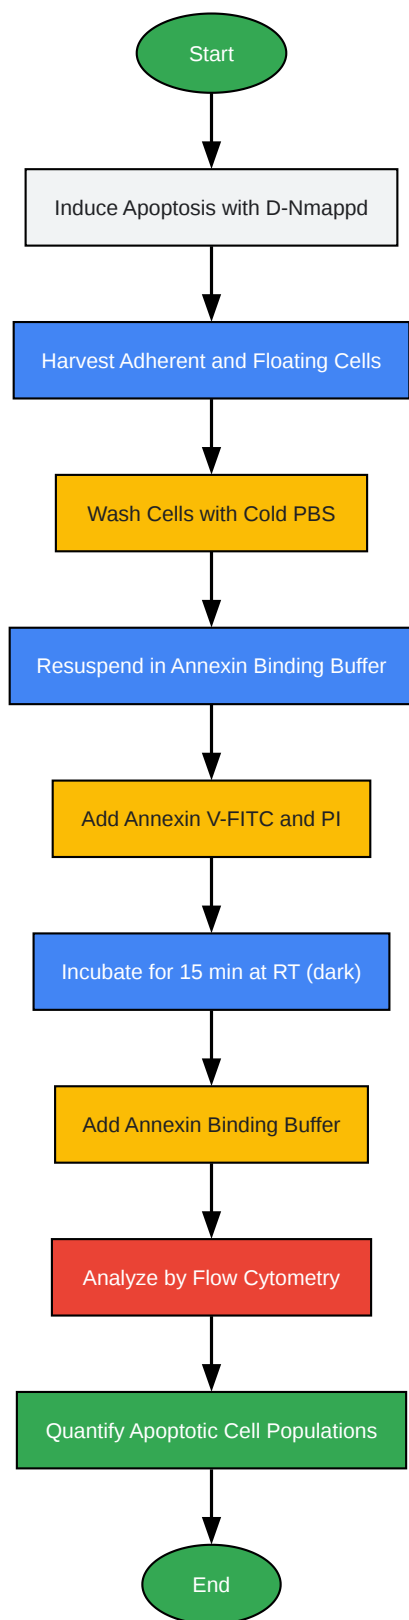 Start
Induce Apoptosis with D-Nmappd
Harvest Adherent and Floating Cells
Wash Cells with Cold PBS
Resuspend in Annexin Binding Buffer
Add Annexin V-FITC and PI
Incubate for 15 min at RT (dark)
Add Annexin Binding Buffer
Analyze by Flow Cytometry
Quantify Apoptotic Cell Populations
End